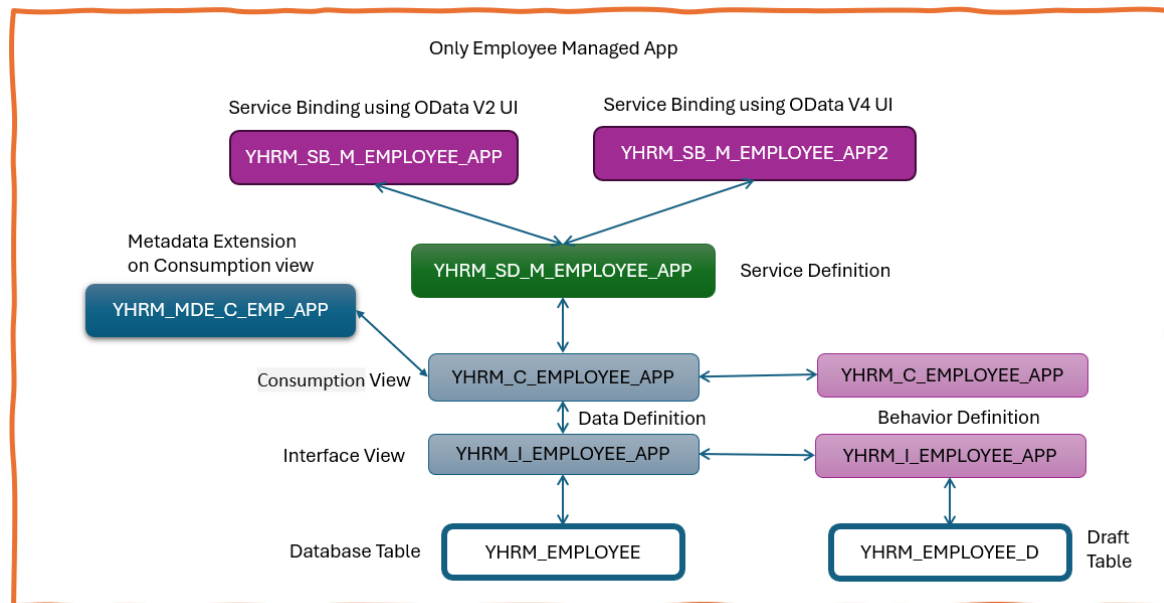 Only Employee Managed App
Service Binding using OData V2 UI
Service Binding using OData V4 UI
YHRM_SB_M_EMPLOYEE_APP
YHRM_SB_M_EMPLOYEE_APP2
Metadata Extension
on Consumption view
YHRM_SD_M_EMPLOYEE_APP
Service Definition
YHRM_MDE_C_EMP_APP
Consumption View
YHRM_C_EMPLOYEE_APP
YHRM_C_EMPLOYEE_APP
Data Definition
Behavior Definition
Interface View
YHRM_I_EMPLOYEE_APP
YHRM_I_EMPLOYEE_APP
Database Table
YHRM_EMPLOYEE
YHRM_EMPLOYEE_D
Draft
Table